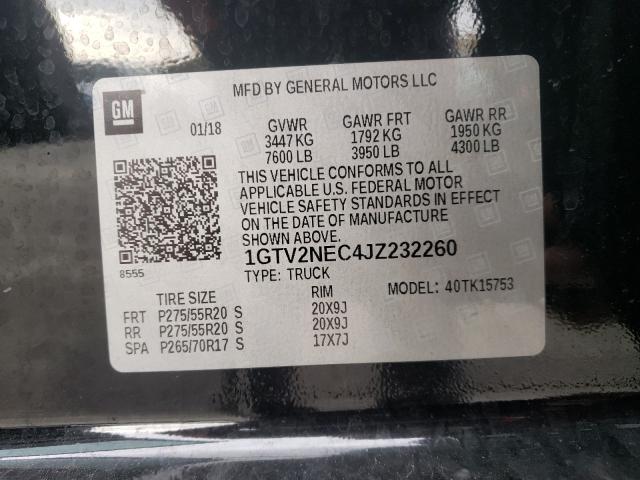 GM
MFD BY GENERAL MOTORS LLC
01/18 GVWR GAWR FRT GAWR RR
3447 KG 1792 KG 1950 KG
7600 LB 3950 LB 4300 LB
THIS VEHICLE CONFORMS TO ALL
APPLICABLE U.S. FEDERAL MOTOR
VEHICLE SAFETY STANDARDS IN EFFECT
ON THE DATE OF MANUFACTURE
SHOWN ABOVE.
8555
1GTV2NEC4JZ232260
TYPE: TRUCK MODEL: 40TK15753
TIRE SIZE RIM
FRT P275/55R20 S 20X9J
RR P275/55R20 S 20X9J
SPA P265/70R17 S 17X7J